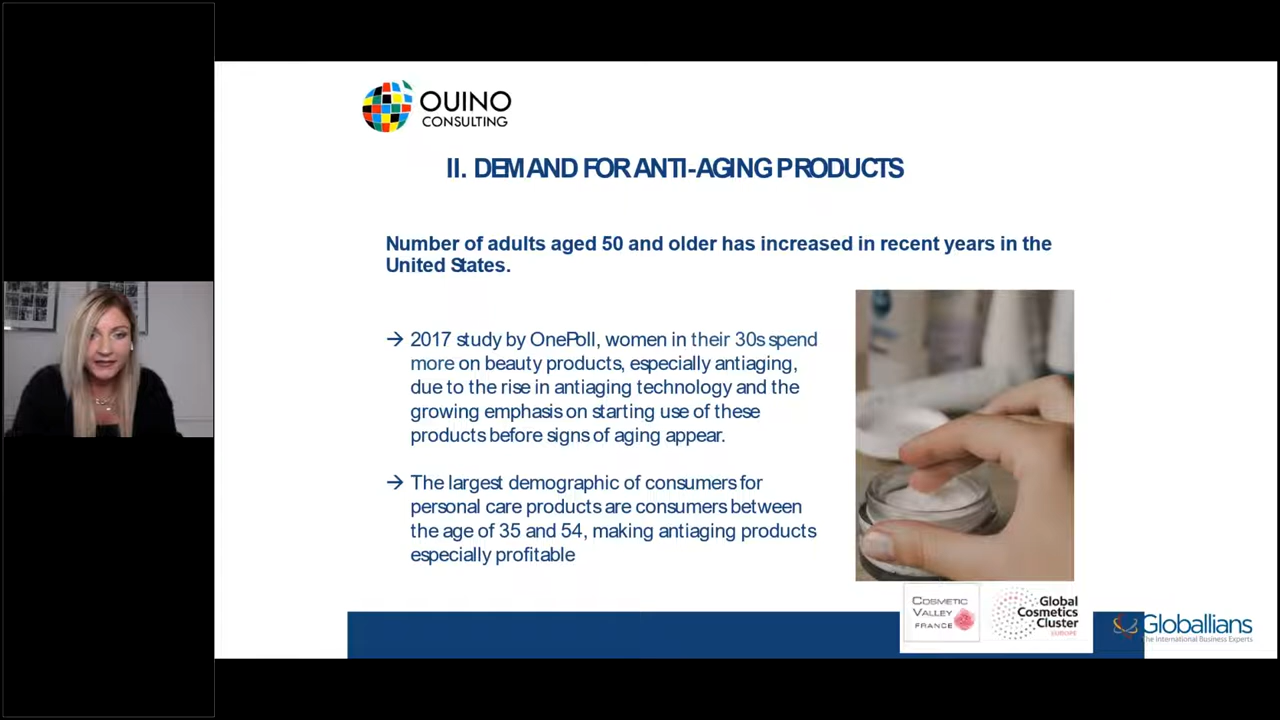 OUINO
CONSULTING
II. DEMAND FOR ANTI-AGING PRODUCTS
Number of adults aged 50 and older has increased in recent years in the
United States.
→ 2017 study by OnePoll, women in their 30s spend
more on beauty products, especially antiaging,
due to the rise in antiaging technology and the
growing emphasis on starting use of these
products before signs of aging appear.
→ The largest demographic of consumers for
personal care products are consumers between
the age of 35 and 54, making antiaging products
especially profitable
COSMETIC
VALLEY
FRANCE
Global
Cosmetics
Cluster
EUROPE
Globallians
The International Business Experts